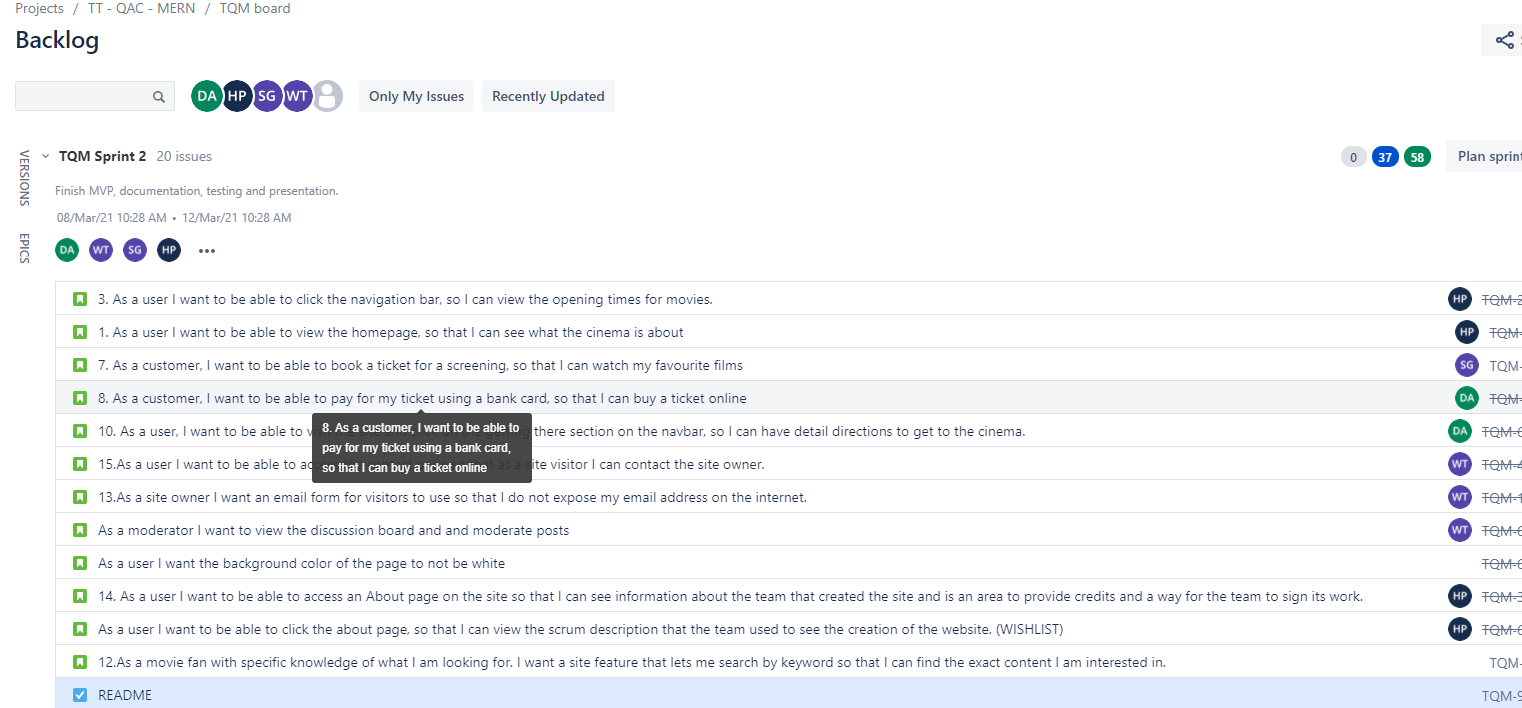 Projects / TT - QAC - MERN / TQM board
Backlog
DA HP SG WT Only My Issues Recently Updated
VERSIONS
EPICS
TQM Sprint 2 20 issues 0 37 58 Plan sprint
Finish MVP, documentation, testing and presentation.
08/Mar/21 10:28 AM • 12/Mar/21 10:28 AM
DA WT SG HP •••
3. As a user I want to be able to click the navigation bar, so I can view the opening times for movies. HP TQM-2
1. As a user I want to be able to view the homepage, so that I can see what the cinema is about HP TQM-
7. As a customer, I want to be able to book a ticket for a screening, so that I can watch my favourite films SG TQM-
8. As a customer, I want to be able to pay for my ticket using a bank card, so that I can buy a ticket online DA TQM-
8. As a customer, I want to be able to
pay for my ticket using a bank card,
so that I can buy a ticket online
10. As a user, I want to be able to there section on the navbar, so I can have detail directions to get to the cinema. DA TQM-6
15.As a user I want to be able to site visitor I can contact the site owner. WT TQM-4
13.As a site owner I want an email form for visitors to use so that I do not expose my email address on the internet. WT TQM-1
As a moderator I want to view the discussion board and and moderate posts WT TQM-6
As a user I want the background color of the page to not be white TQM-6
14. As a user I want to be able to access an About page on the site so that I can see information about the team that created the site and is an area to provide credits and a way for the team to sign its work. HP TQM-3
As a user I want to be able to click the about page, so that I can view the scrum description that the team used to see the creation of the website. (WISHLIST) HP TQM-6
12.As a movie fan with specific knowledge of what I am looking for. I want a site feature that lets me search by keyword so that I can find the exact content I am interested in. TQM-
README TQM-9